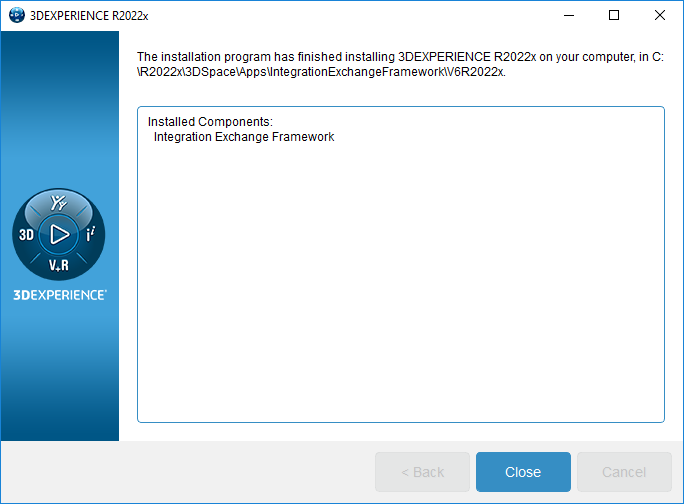 3DEXPERIENCE R2022x
The installation program has finished installing 3DEXPERIENCE R2022x on your computer, in C:
\R2022x\3DSpace\Apps\IntegrationExchangeFramework\V6R2022x.
Installed Components:
Integration Exchange Framework
3D
i²
V+R
3DEXPERIENCE
< Back
Close
Cancel